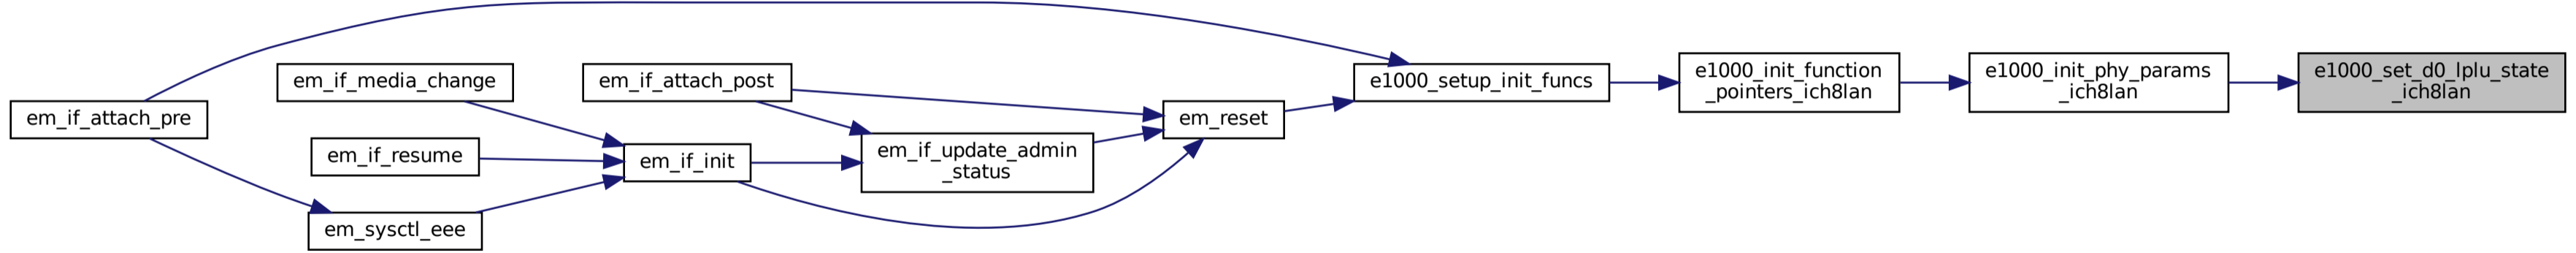 em_if_attach_pre
em_if_media_change
em_if_resume
em_sysctl_eee
em_if_attach_post
em_if_init
em_if_update_admin
_status
em_reset
e1000_setup_init_funcs
e1000_init_function
_pointers_ich8lan
e1000_init_phy_params
_ich8lan
e1000_set_d0_lplu_state
_ich8lan